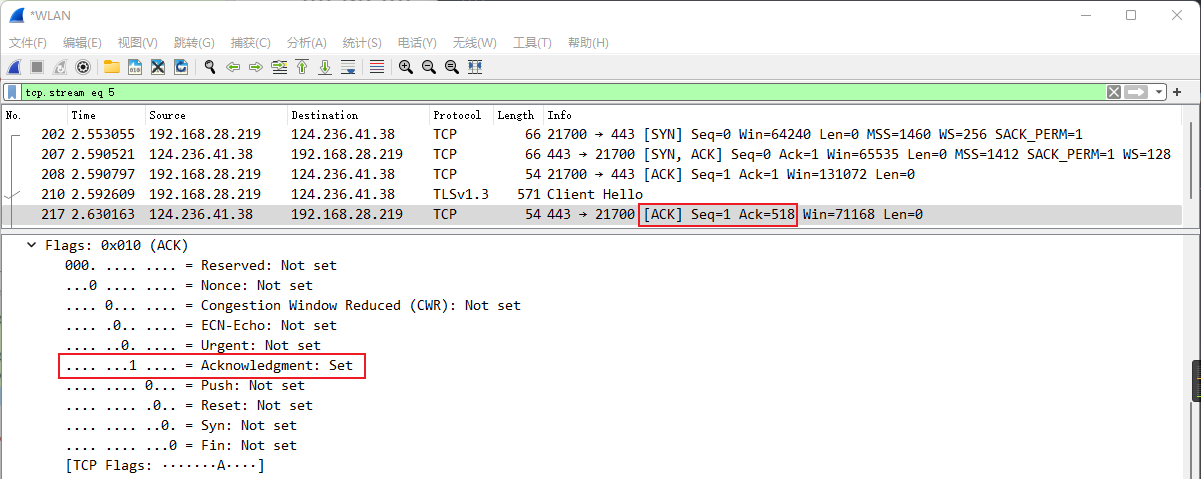 *WLAN
文件(F) 编辑(E) 视图(V) 跳转(G) 捕获(C) 分析(A) 统计(S) 电话(Y) 无线(W) 工具(T) 帮助(H)
tcp.stream eq 5
No. Time Source Destination Protocol Length Info
202 2.553055 192.168.28.219 124.236.41.38 TCP 66 21700 → 443 [SYN] Seq=0 Win=64240 Len=0 MSS=1460 WS=256 SACK_PERM=1
207 2.590521 124.236.41.38 192.168.28.219 TCP 66 443 → 21700 [SYN, ACK] Seq=0 Ack=1 Win=65535 Len=0 MSS=1412 SACK_PERM=1 WS=128
208 2.590797 192.168.28.219 124.236.41.38 TCP 54 21700 → 443 [ACK] Seq=1 Ack=1 Win=131072 Len=0
210 2.592609 192.168.28.219 124.236.41.38 TLSv1.3 571 Client Hello
217 2.630163 124.236.41.38 192.168.28.219 TCP 54 443 → 21700 [ACK] Seq=1 Ack=518 Win=71168 Len=0
Flags: 0x010 (ACK)
000. .... .... = Reserved: Not set
...0 .... .... = Nonce: Not set
.... 0... .... = Congestion Window Reduced (CWR): Not set
.... .0.. .... = ECN-Echo: Not set
.... ..0. .... = Urgent: Not set
.... ...1 .... = Acknowledgment: Set
.... .... 0... = Push: Not set
.... .... .0.. = Reset: Not set
.... .... ..0. = Syn: Not set
.... .... ...0 = Fin: Not set
[TCP Flags: ·······A····]